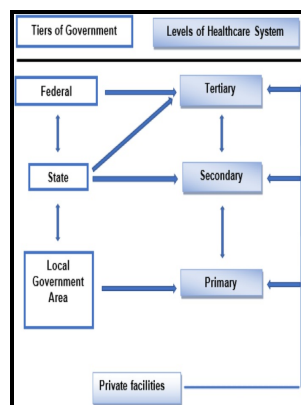 Tiers of Government
Levels of Healthcare System
Federal
Tertiary
State
Secondary
Local
Government
Area
Primary
Private facilities